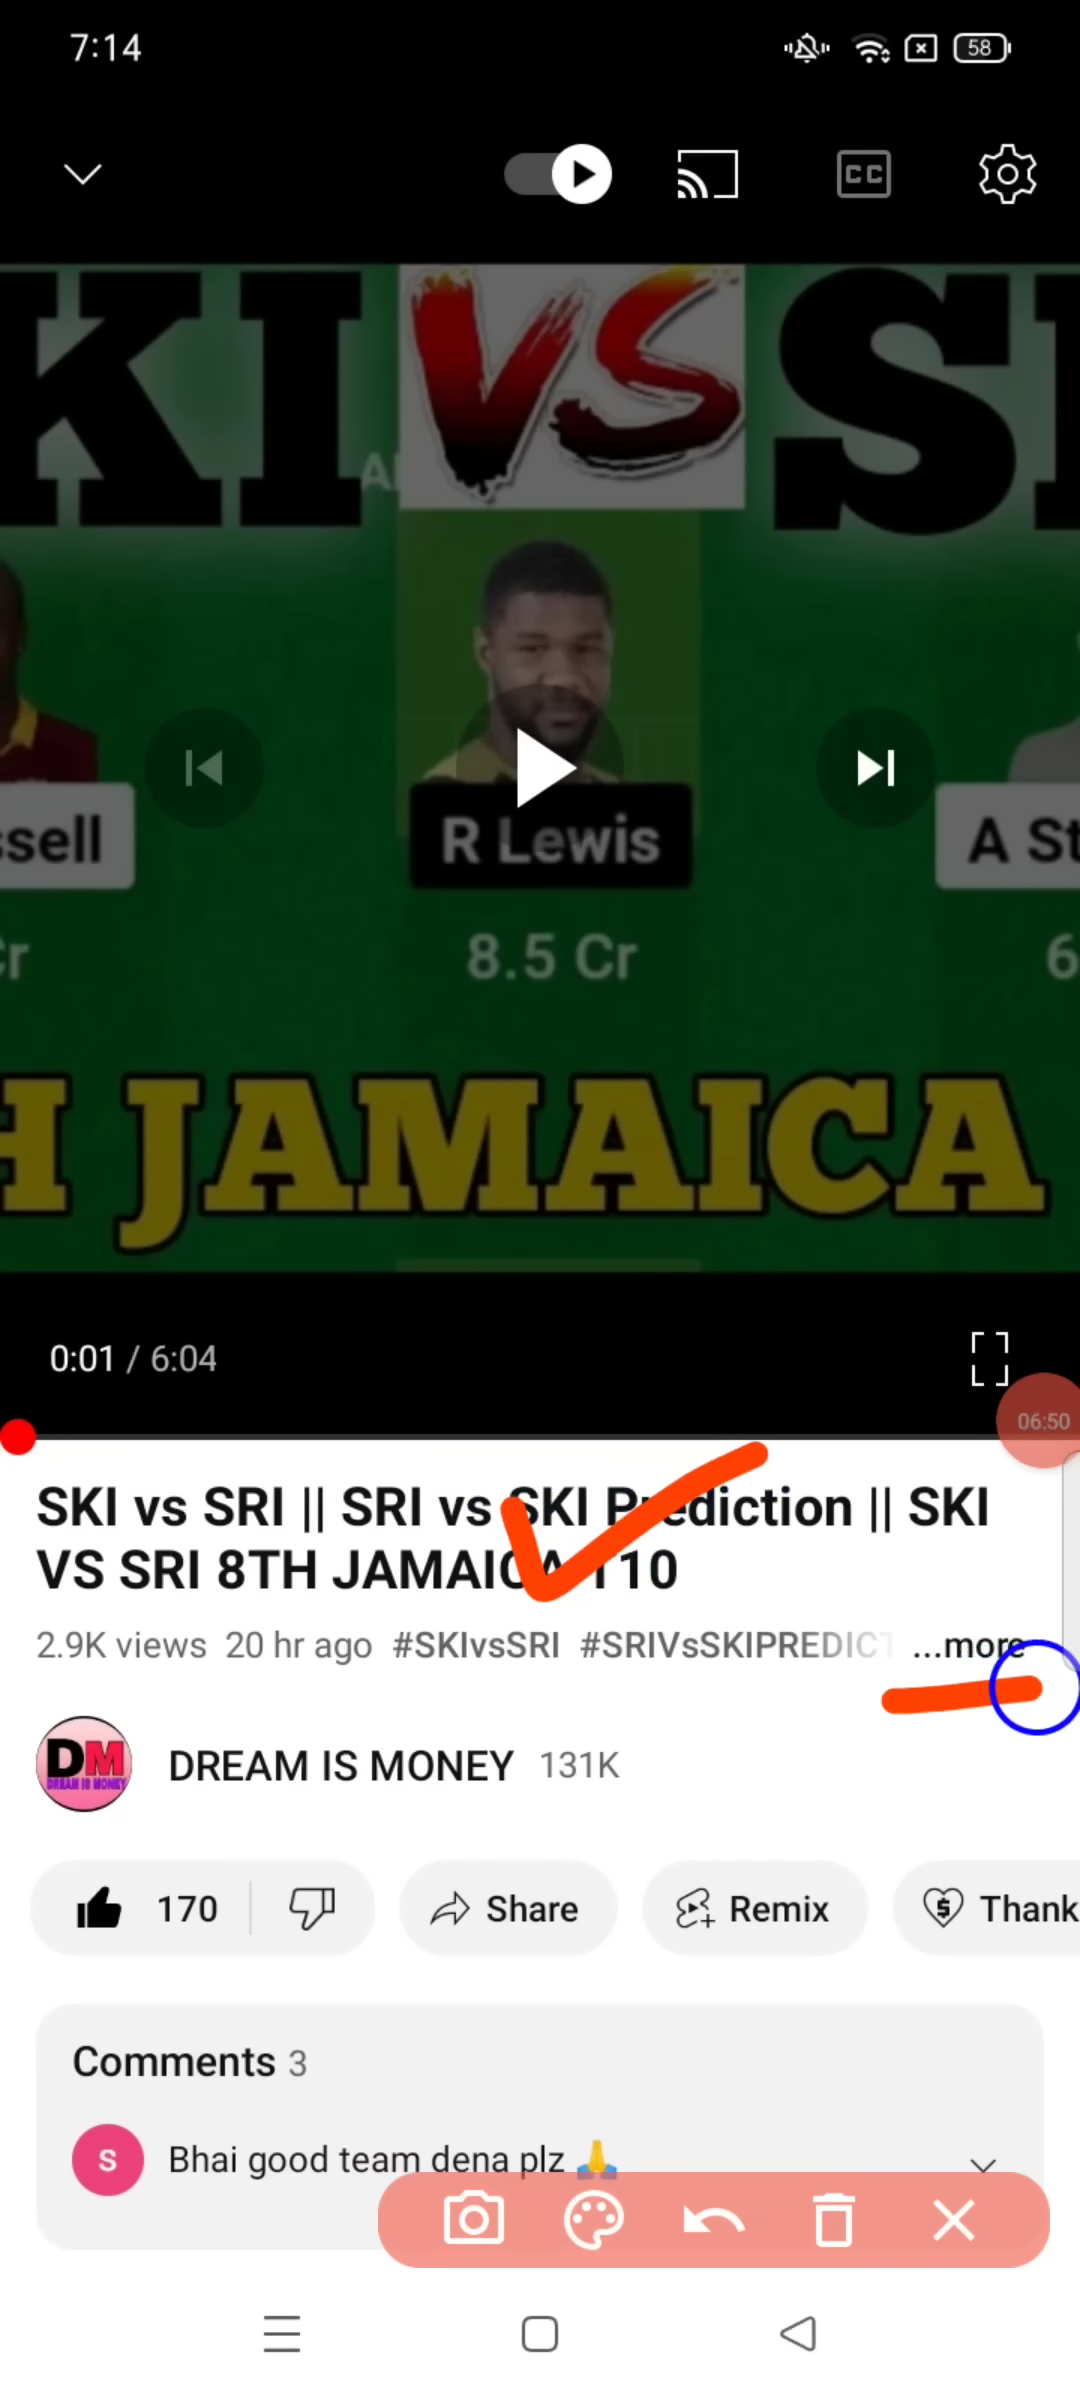 7:14
58
CC
KI VS S
R Lewis
8.5 Cr
JAMAICA
0:01 / 6:04
06:50
SKI vs SRI || SRI vs SKI Prediction || SKI
VS SRI 8TH JAMAICA T10
2.9K views 20 hr ago #SKIvsSRI #SRIVsSKIPREDICT ...more
DM
DREAM IS MONEY
DREAM IS MONEY 131K
170 Share Remix Thank
Comments 3
S
Bhai good team dena plz 🙏